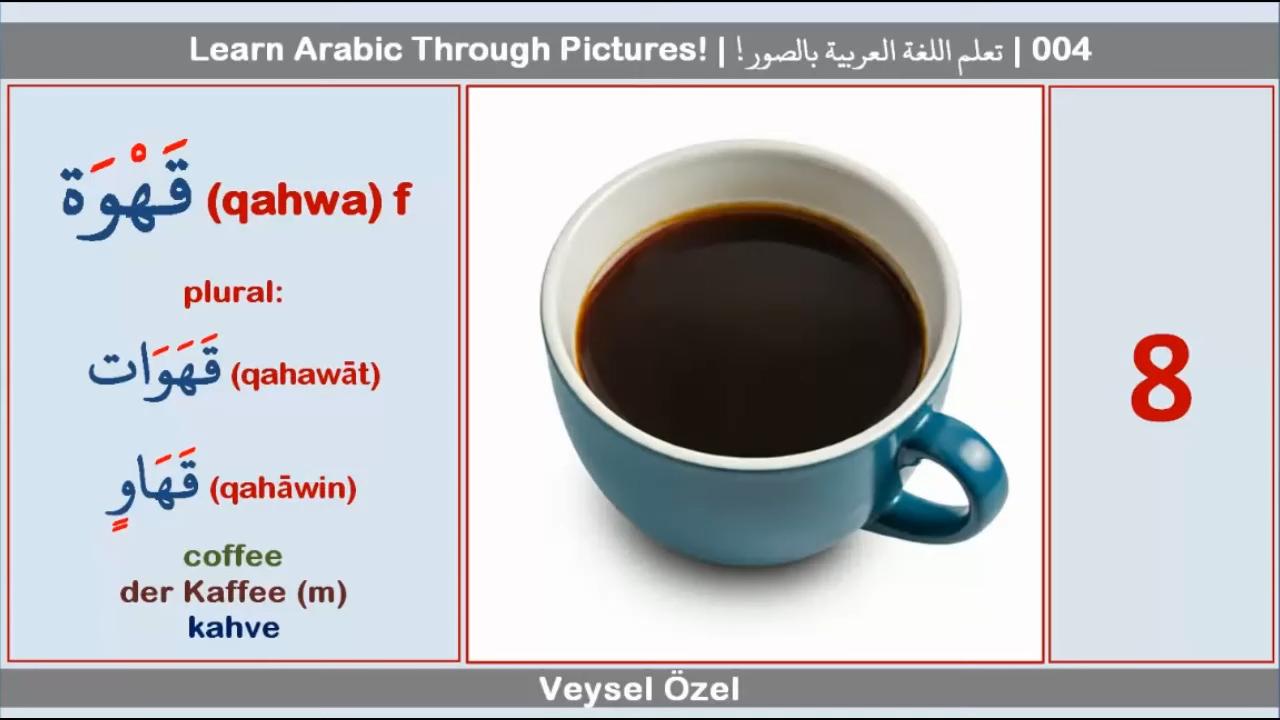 Learn Arabic Through Pictures! | تعلم اللغة العربية بالصور! | 004
قَهْوَة (qahwa) f
plural:
قَهَوَات (qahawāt)
قَهَاوٍ (qahāwin)
coffee
der Kaffee (m)
kahve
8
Veysel Özel